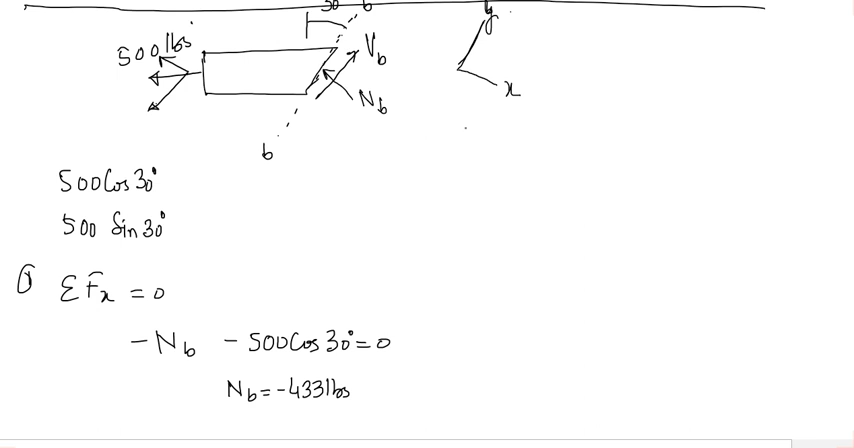 30 b
y
500 lbs
V_b
x
N_b
b
500 Cos 30°
500 Sin 30°
① ΣF_x = 0
- N_b - 500 Cos 30° = 0
N_b = -433 lbs